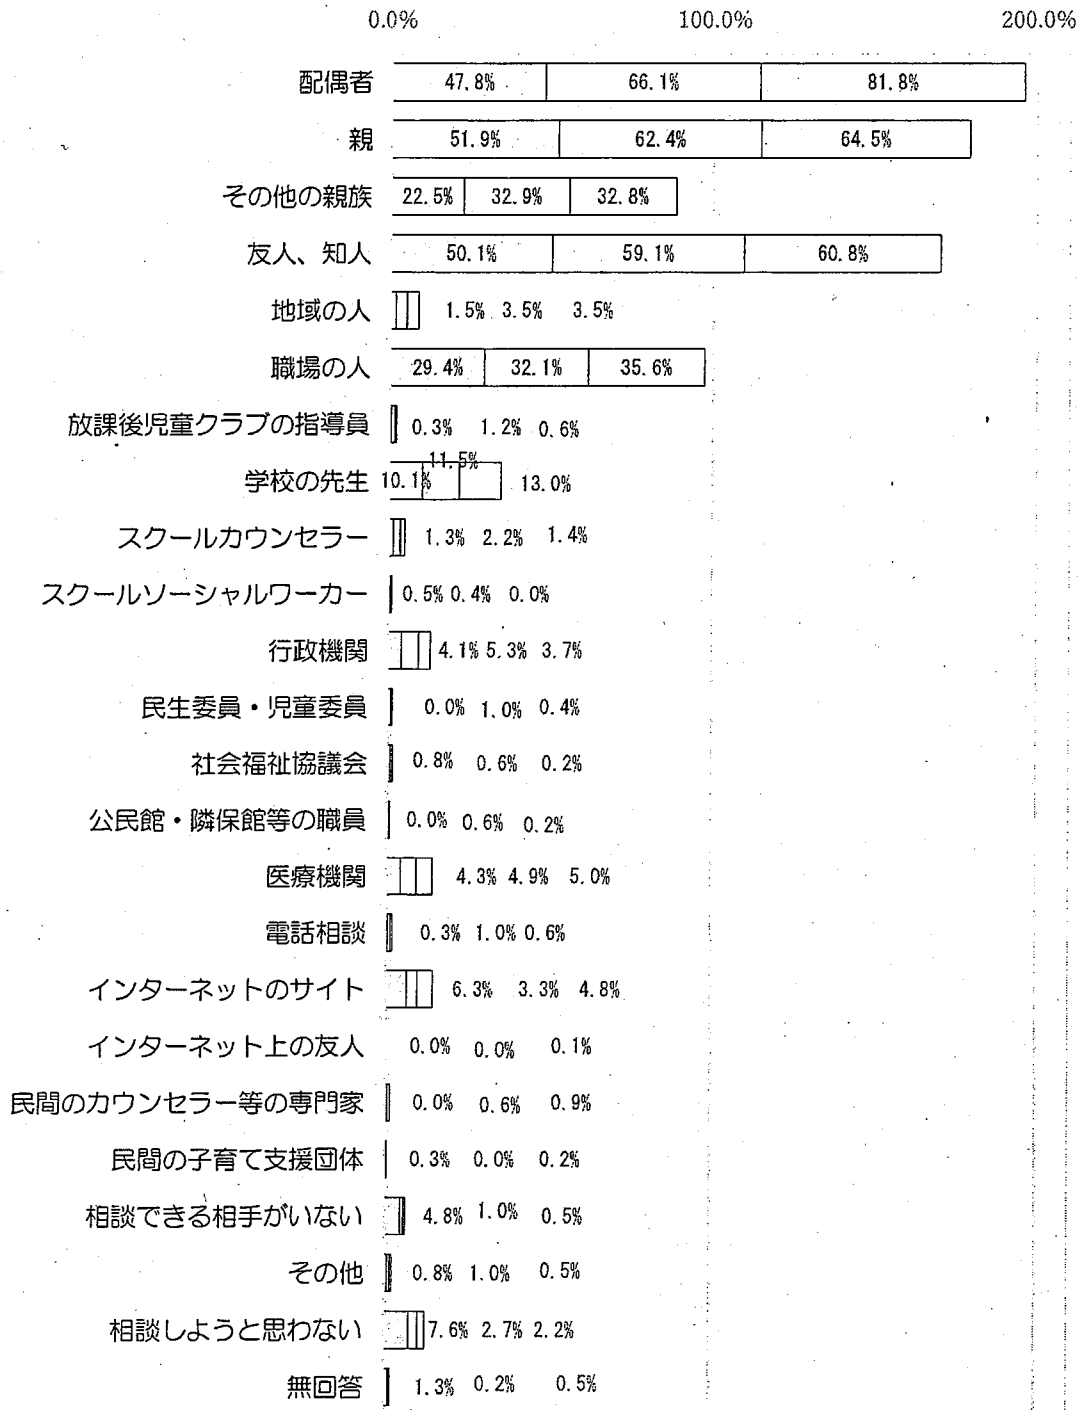 0.0% 100.0% 200.0%
配偶者 47.8% 66.1% 81.8%
親 51.9% 62.4% 64.5%
その他の親族 22.5% 32.9% 32.8%
友人、知人 50.1% 59.1% 60.8%
地域の人 1.5% 3.5% 3.5%
職場の人 29.4% 32.1% 35.6%
放課後児童クラブの指導員 0.3% 1.2% 0.6%
学校の先生 10.1% 11.5% 13.0%
スクールカウンセラー 1.3% 2.2% 1.4%
スクールソーシャルワーカー 0.5% 0.4% 0.0%
行政機関 4.1% 5.3% 3.7%
民生委員・児童委員 0.0% 1.0% 0.4%
社会福祉協議会 0.8% 0.6% 0.2%
公民館・隣保館等の職員 0.0% 0.6% 0.2%
医療機関 4.3% 4.9% 5.0%
電話相談 0.3% 1.0% 0.6%
インターネットのサイト 6.3% 3.3% 4.8%
インターネット上の友人 0.0% 0.0% 0.1%
民間のカウンセラー等の専門家 0.0% 0.6% 0.9%
民間の子育て支援団体 0.3% 0.0% 0.2%
相談できる相手がいない 4.8% 1.0% 0.5%
その他 0.8% 1.0% 0.5%
相談しようと思わない 7.6% 2.7% 2.2%
無回答 1.3% 0.2% 0.5%